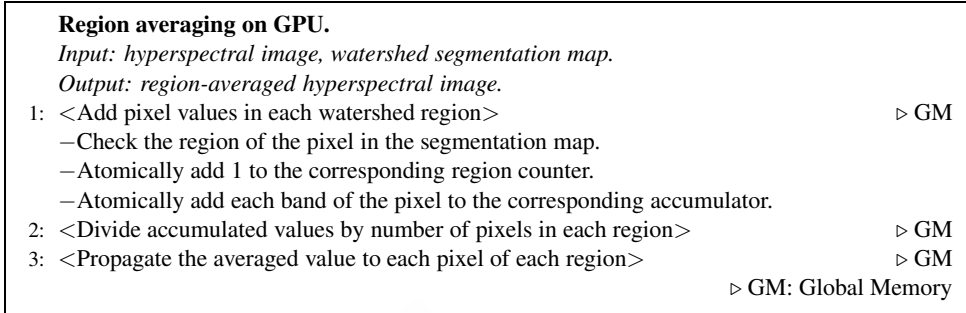 Region averaging on GPU.
Input: hyperspectral image, watershed segmentation map.
Output: region-averaged hyperspectral image.
1: <Add pixel values in each watershed region> ▷ GM
−Check the region of the pixel in the segmentation map.
−Atomically add 1 to the corresponding region counter.
−Atomically add each band of the pixel to the corresponding accumulator.
2: <Divide accumulated values by number of pixels in each region> ▷ GM
3: <Propagate the averaged value to each pixel of each region> ▷ GM
▷ GM: Global Memory